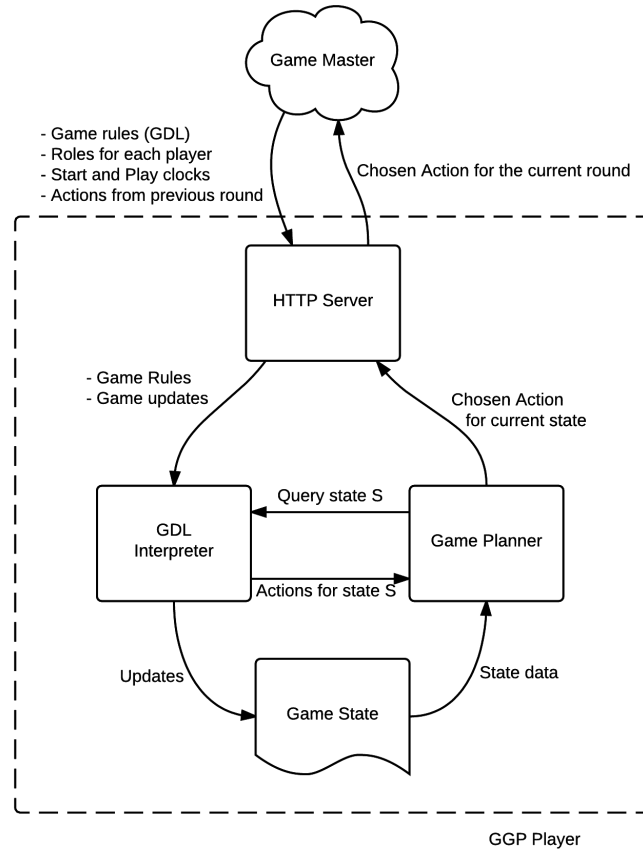 Game Master
- Game rules (GDL)
- Roles for each player
- Start and Play clocks
- Actions from previous round
Chosen Action for the current round
HTTP Server
- Game Rules
- Game updates
Chosen Action
for current state
GDL
Interpreter
Query state S
Game Planner
Actions for state S
Updates
Game State
State data
GGP Player